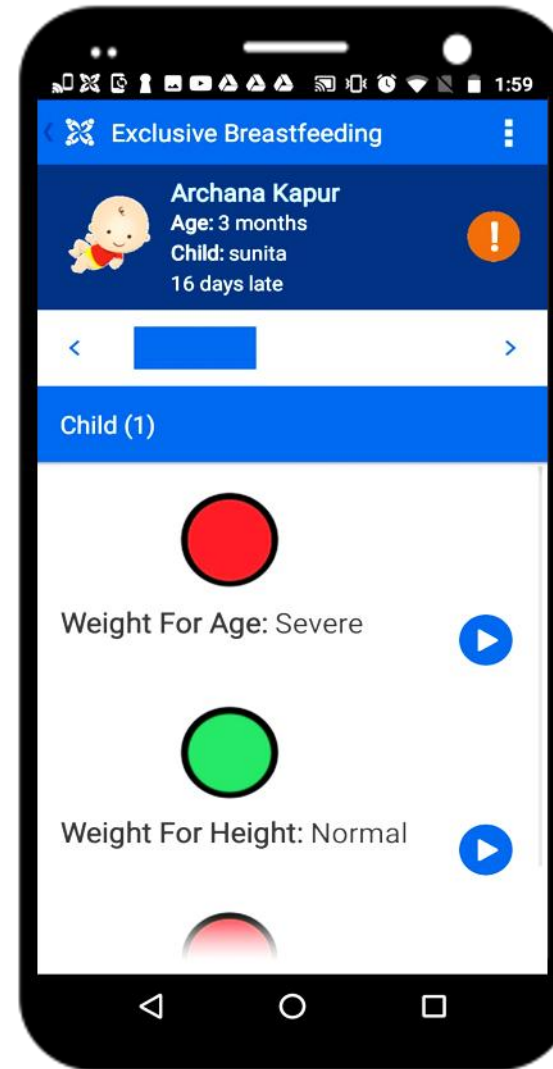 1:59
Exclusive Breastfeeding
Archana Kapur
Age: 3 months
Child: sunita
16 days late
Child (1)
Weight For Age: Severe
Weight For Height: Normal